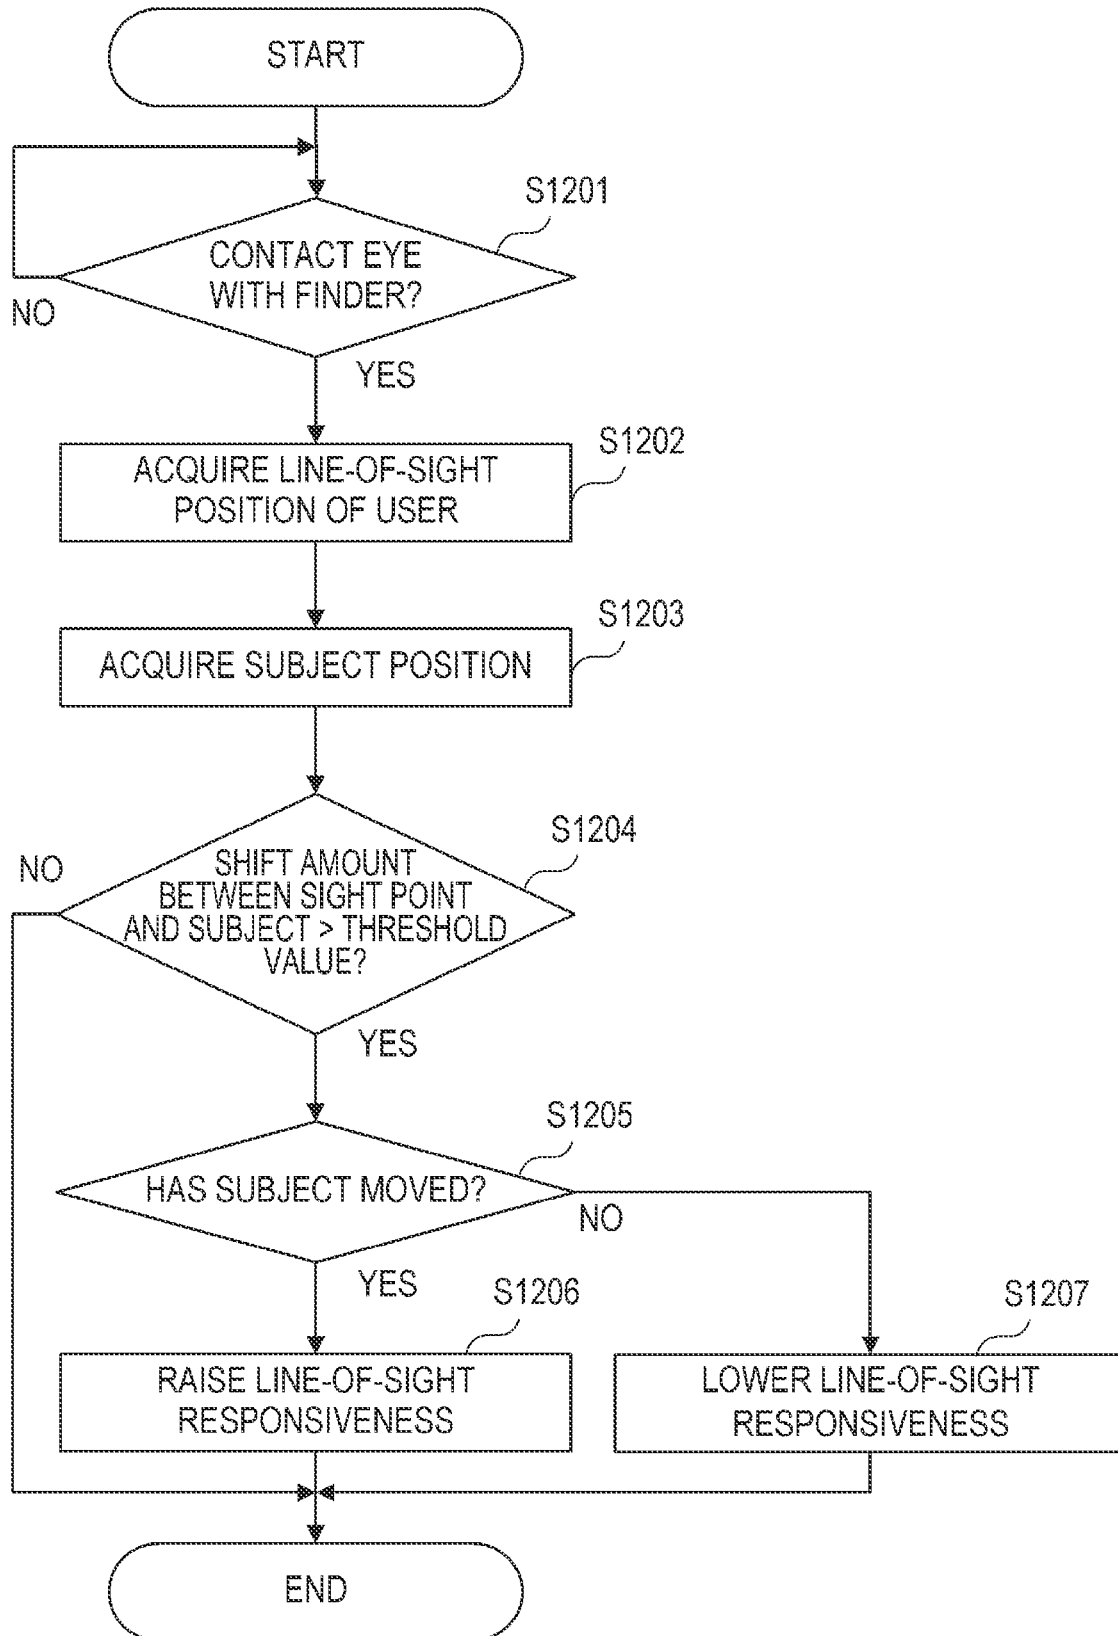 START
S1201
CONTACT EYE
WITH FINDER?
NO
YES
S1202
ACQUIRE LINE-OF-SIGHT
POSITION OF USER
S1203
ACQUIRE SUBJECT POSITION
S1204
NO
SHIFT AMOUNT
BETWEEN SIGHT POINT
AND SUBJECT > THRESHOLD
VALUE?
YES
S1205
HAS SUBJECT MOVED?
NO
YES
S1206
S1207
RAISE LINE-OF-SIGHT
RESPONSIVENESS
LOWER LINE-OF-SIGHT
RESPONSIVENESS
END